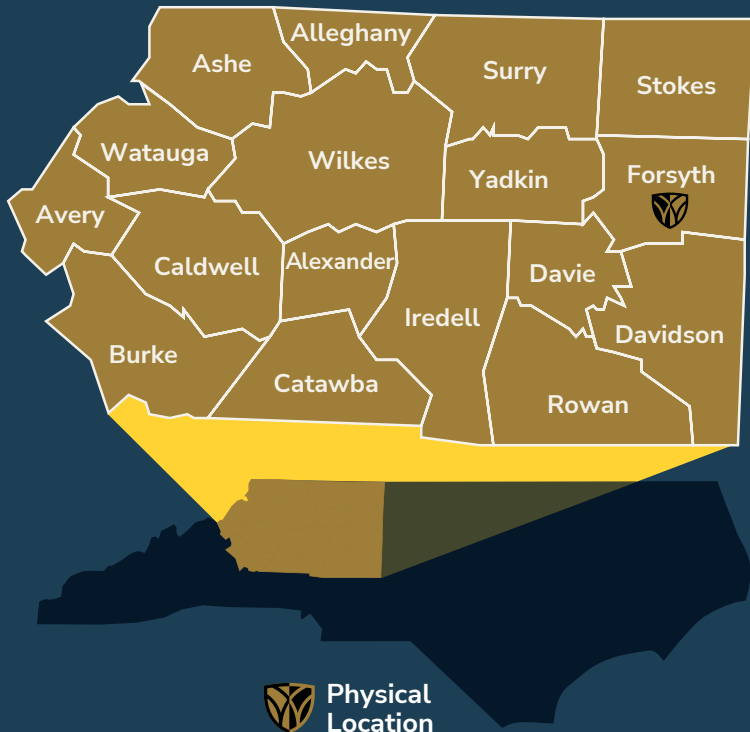 Alleghany
Ashe
Surry
Stokes
Watauga
Wilkes
Yadkin
Forsyth
Avery
Caldwell
Alexander
Davie
Iredell
Davidson
Burke
Catawba
Rowan
Physical
Location